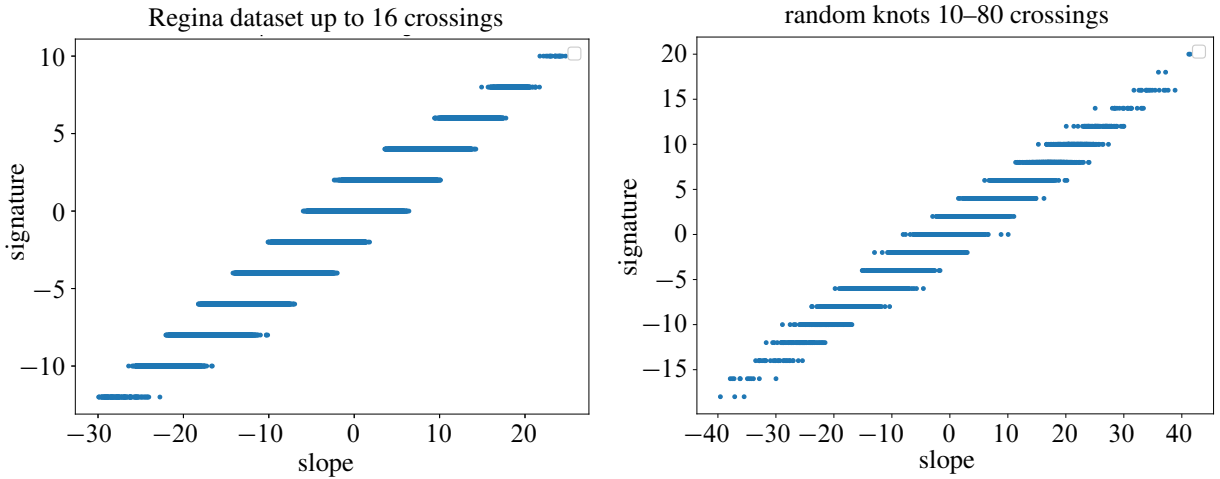 Regina dataset up to 16 crossings
10
5
0
−5
−10
signature
−30 −20 −10 0 10 20
slope
random knots 10–80 crossings
20
15
10
5
0
−5
−10
−15
signature
−40 −30 −20 −10 0 10 20 30 40
slope